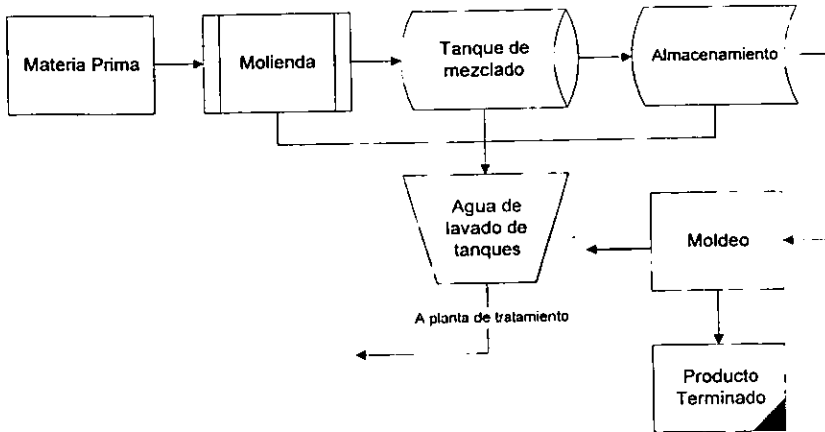 Materia Prima
Molienda
Tanque de
mezclado
Almacenamiento
Agua de
lavado de
tanques
Moldeo
A planta de tratamiento
Producto
Terminado